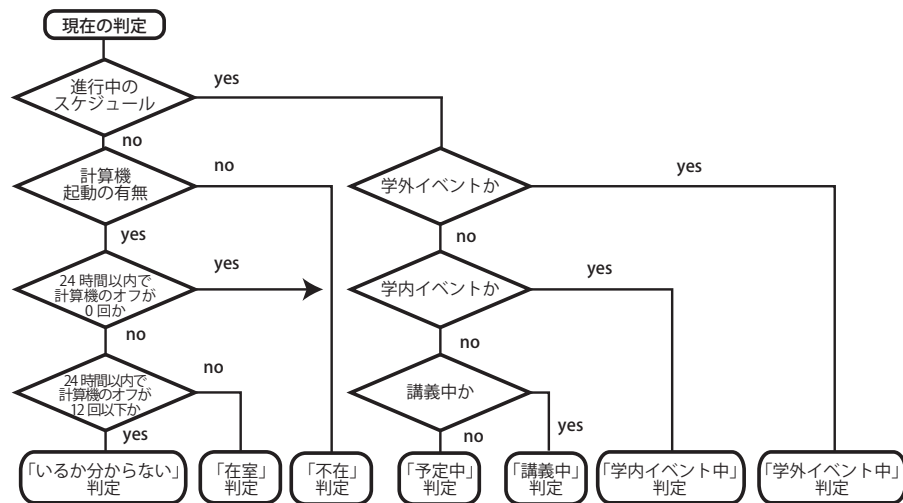 現在の判定
進行中の
スケジュール
yes
no
計算機
起動の有無
no
yes
学外イベントか
yes
no
24 時間以内で
計算機のオフが
0 回か
yes
no
学内イベントか
yes
no
24 時間以内で
計算機のオフが
12 回以下か
no
yes
講義中か
yes
no
「いるか分からない」
判定
「在室」
判定
「不在」
判定
「予定中」
判定
「講義中」
判定
「学内イベント中」
判定
「学外イベント中」
判定